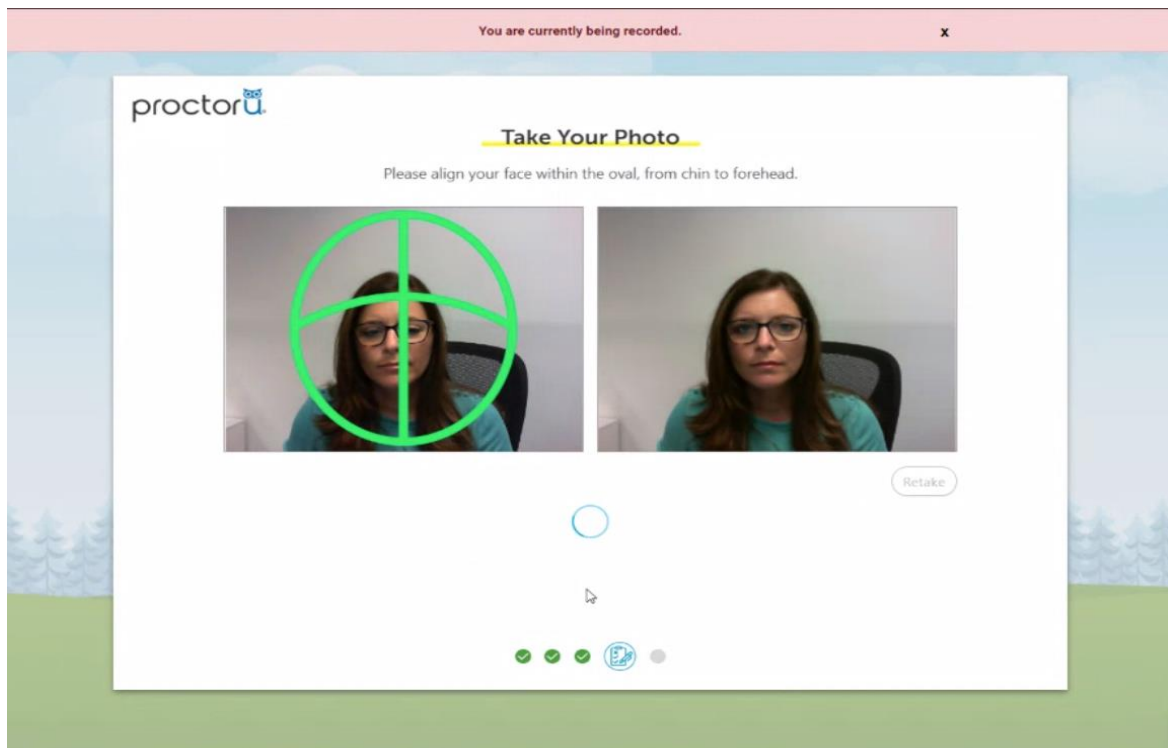 You are currently being recorded. x
proctorü
Take Your Photo
Please align your face within the oval, from chin to forehead.
Retake